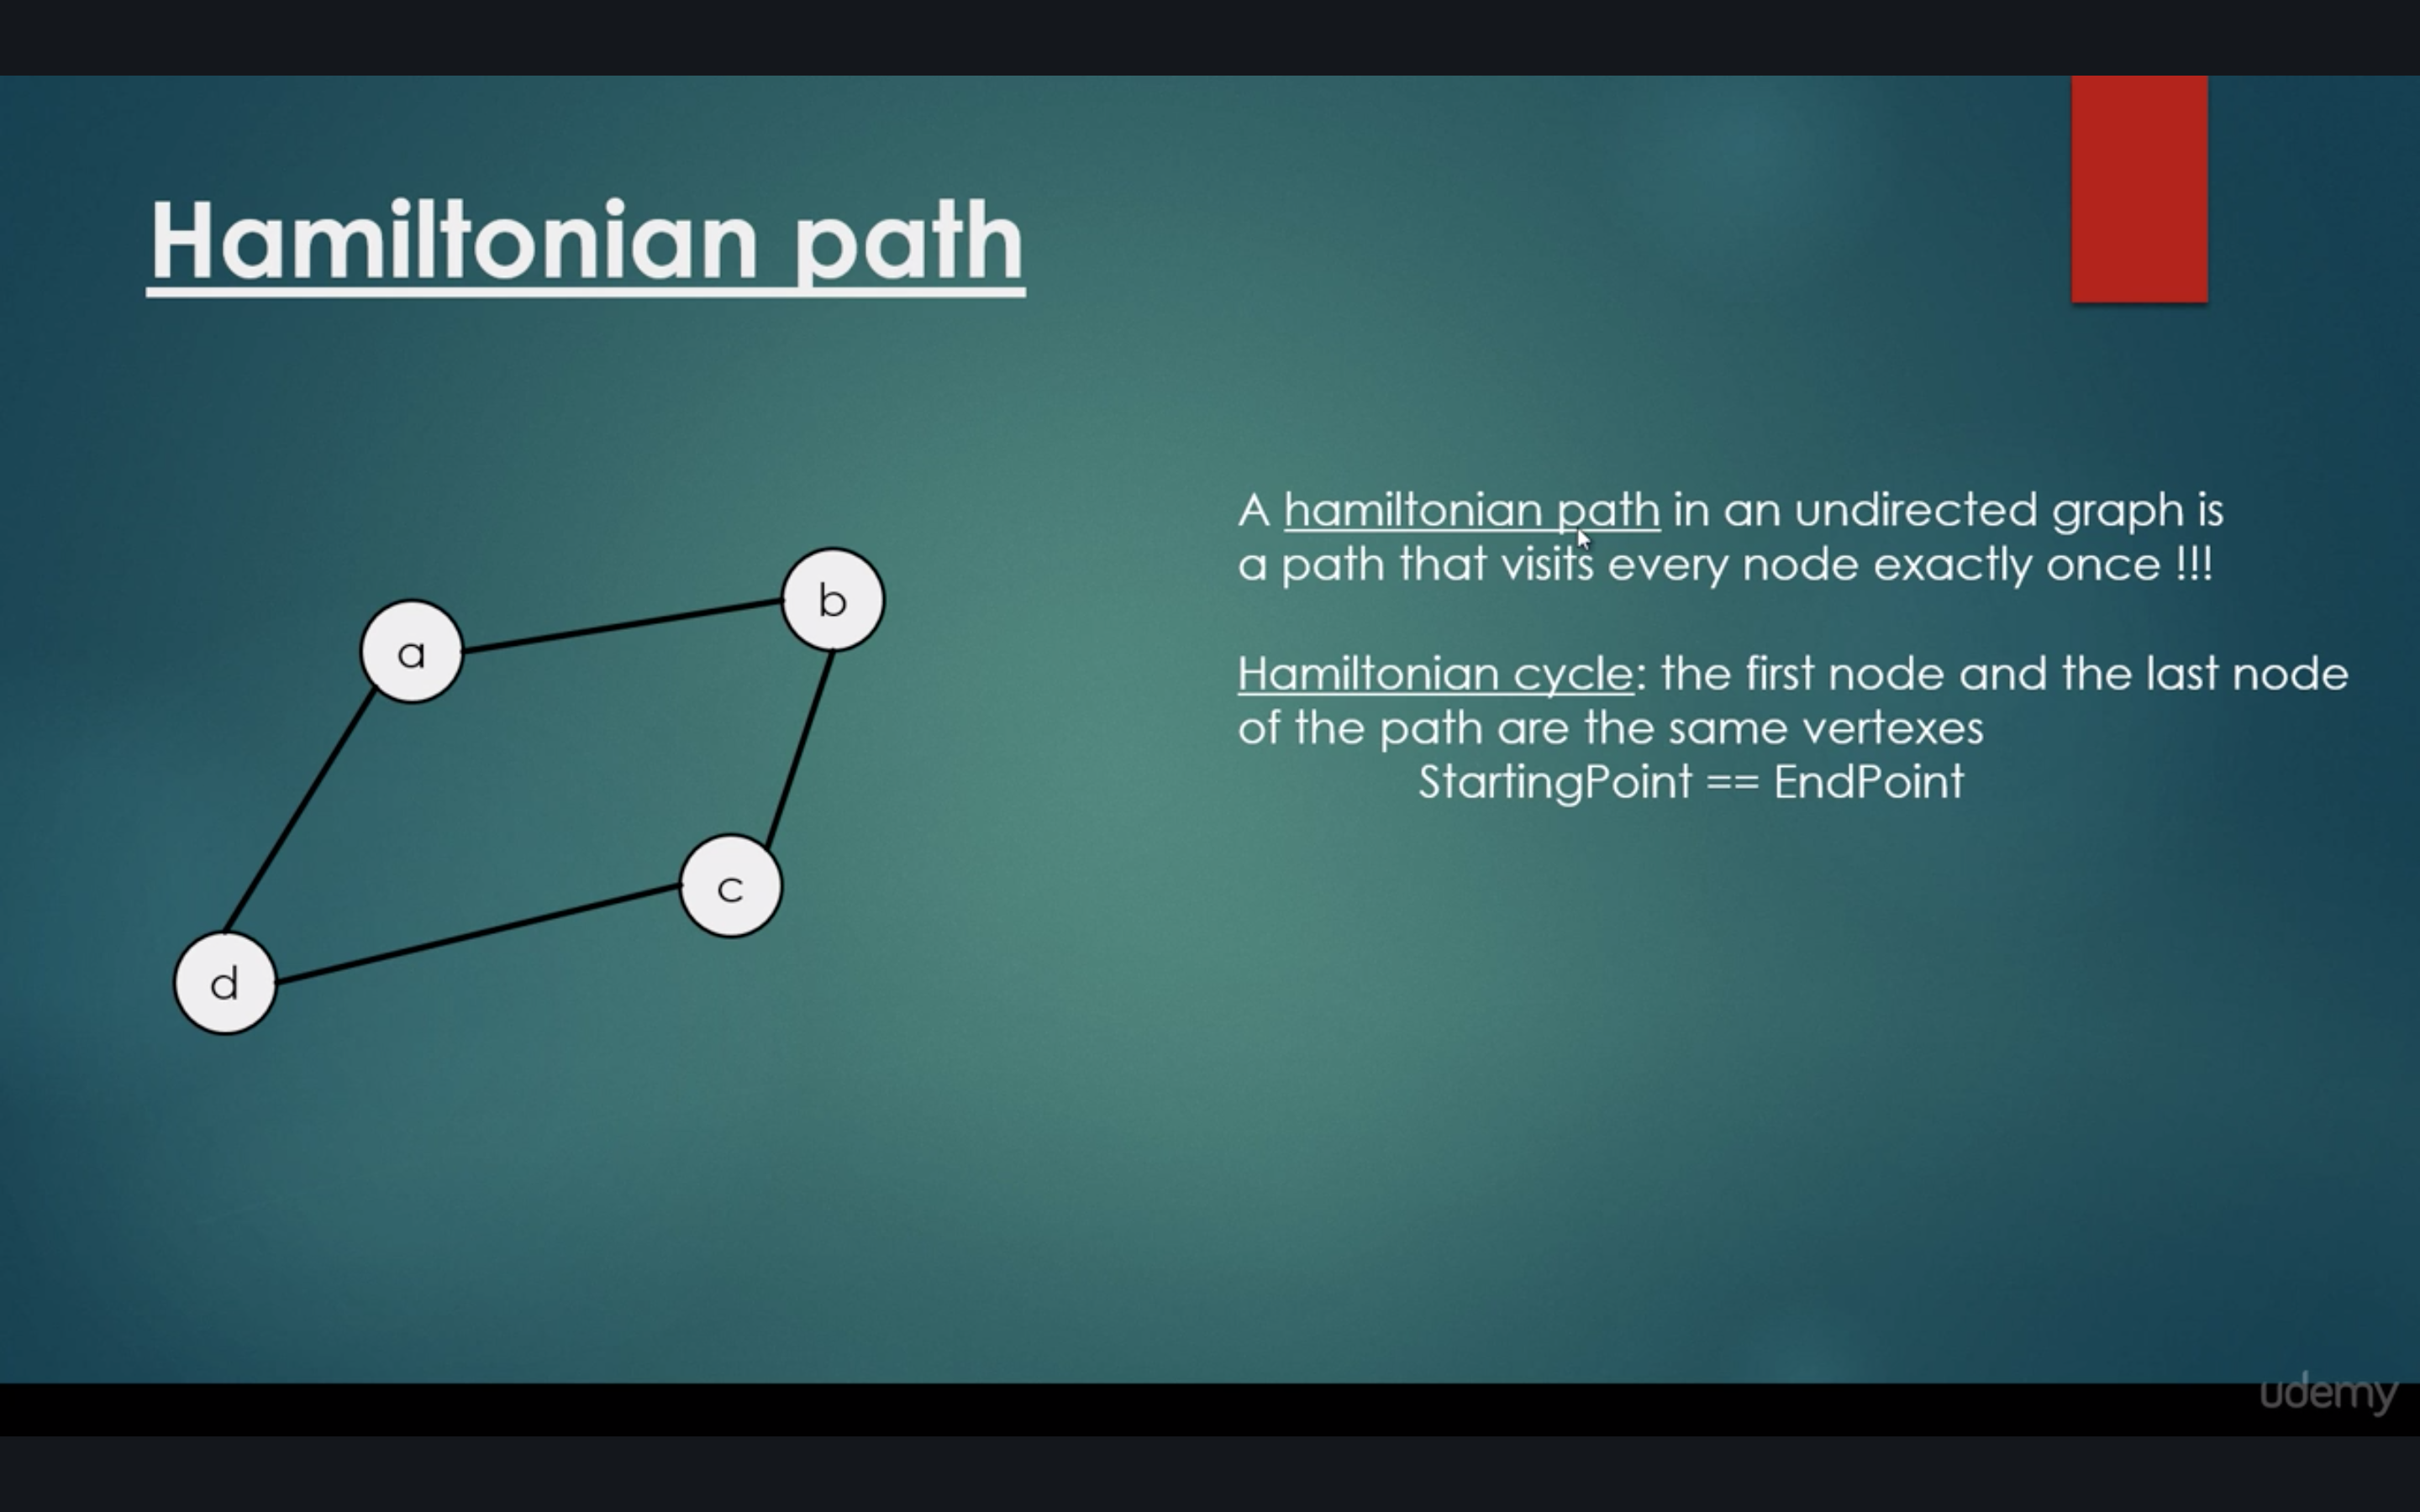 Hamiltonian path
A hamiltonian path in an undirected graph is
a path that visits every node exactly once !!!
Hamiltonian cycle: the first node and the last node
of the path are the same vertexes
StartingPoint == EndPoint
b
a
c
d
udemy